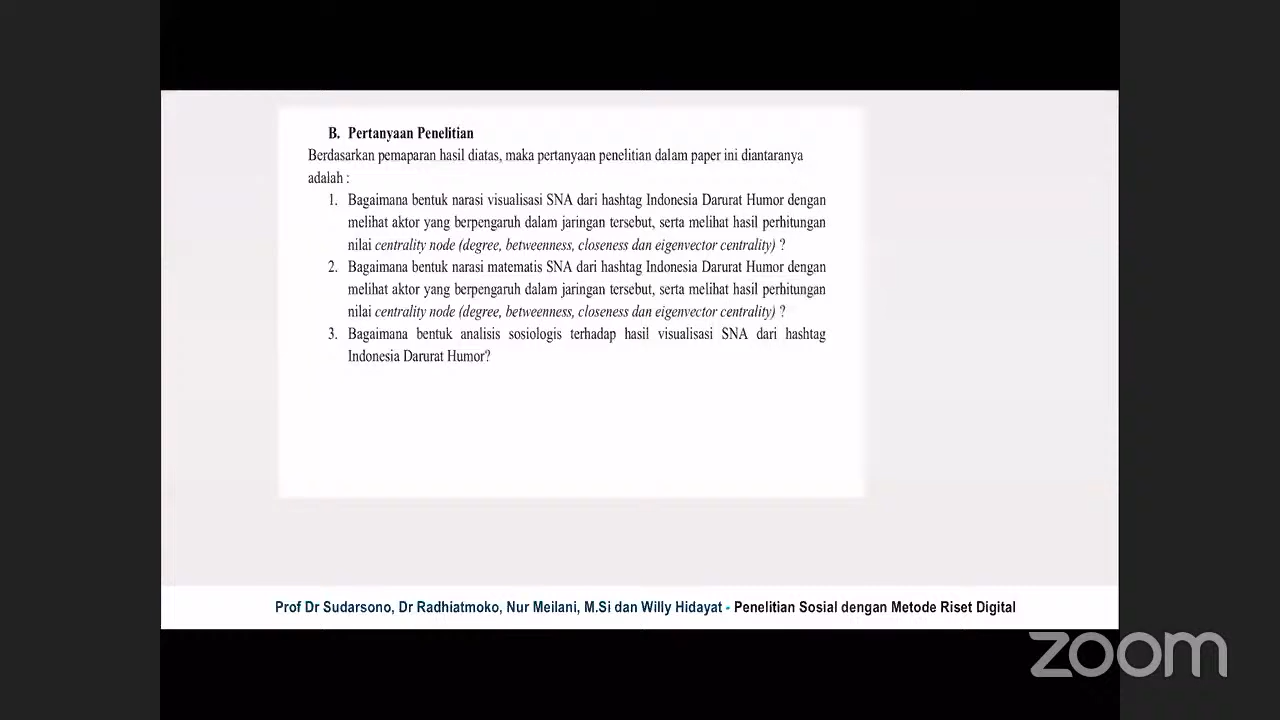 B. Pertanyaan Penelitian
Berdasarkan pemaparan hasil diatas, maka pertanyaan penelitian dalam paper ini diantaranya
adalah :
1. Bagaimana bentuk narasi visualisasi SNA dari hashtag Indonesia Darurat Humor dengan
melihat aktor yang berpengaruh dalam jaringan tersebut, serta melihat hasil perhitungan
nilai centrality node (degree, betweenness, closeness dan eigenvector centrality) ?
2. Bagaimana bentuk narasi matematis SNA dari hashtag Indonesia Darurat Humor dengan
melihat aktor yang berpengaruh dalam jaringan tersebut, serta melihat hasil perhitungan
nilai centrality node (degree, betweenness, closeness dan eigenvector centrality) ?
3. Bagaimana bentuk analisis sosiologis terhadap hasil visualisasi SNA dari hashtag
Indonesia Darurat Humor?
Prof Dr Sudarsono, Dr Radhiatmoko, Nur Meilani, M.Si dan Willy Hidayat - Penelitian Sosial dengan Metode Riset Digital
zoom